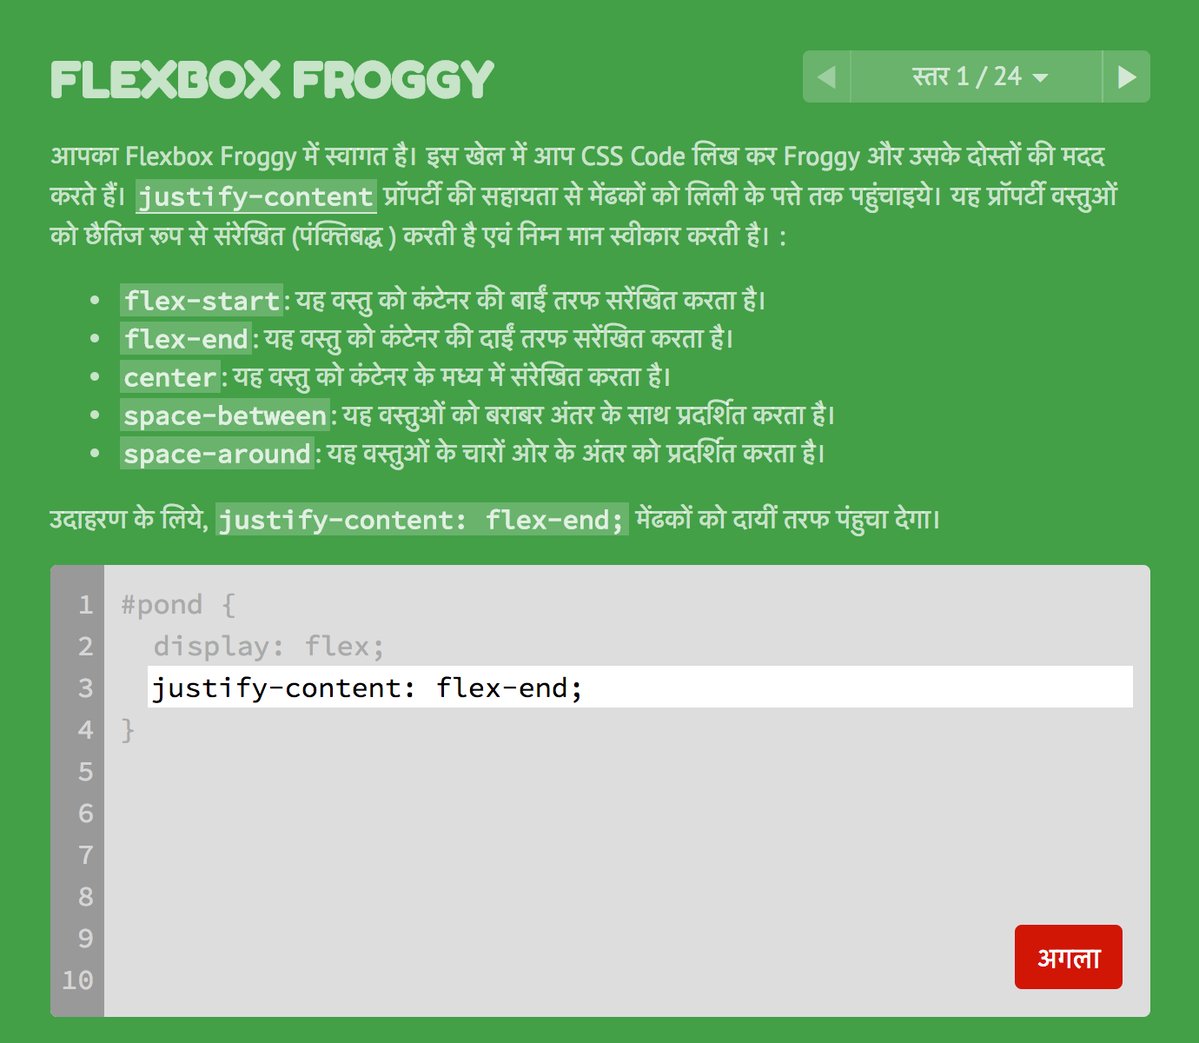 FLEXBOX FROGGY
स्तर 1 / 24
आपका Flexbox Froggy में स्वागत है। इस खेल में आप CSS Code लिख कर Froggy और उसके दोस्तों की मदद
करते हैं। justify-content प्रॉपर्टी की सहायता से मेंढकों को लिली के पत्ते तक पहुंचाइये। यह प्रॉपर्टी वस्तुओं
को छैतिज रूप से संरेखित (पंक्तिबद्ध ) करती है एवं निम्न मान स्वीकार करती है। :
• flex-start: यह वस्तु को कंटेनर की बाईं तरफ सरेंखित करता है।
• flex-end: यह वस्तु को कंटेनर की दाईं तरफ सरेंखित करता है।
• center: यह वस्तु को कंटेनर के मध्य में संरेखित करता है।
• space-between: यह वस्तुओं को बराबर अंतर के साथ प्रदर्शित करता है।
• space-around: यह वस्तुओं के चारों ओर के अंतर को प्रदर्शित करता है।
उदाहरण के लिये, justify-content: flex-end; मेंढकों को दायीं तरफ पंहुचा देगा।
1 #pond {
2 display: flex;
3 justify-content: flex-end;
4 }
5
6
7
8
9
10
अगला